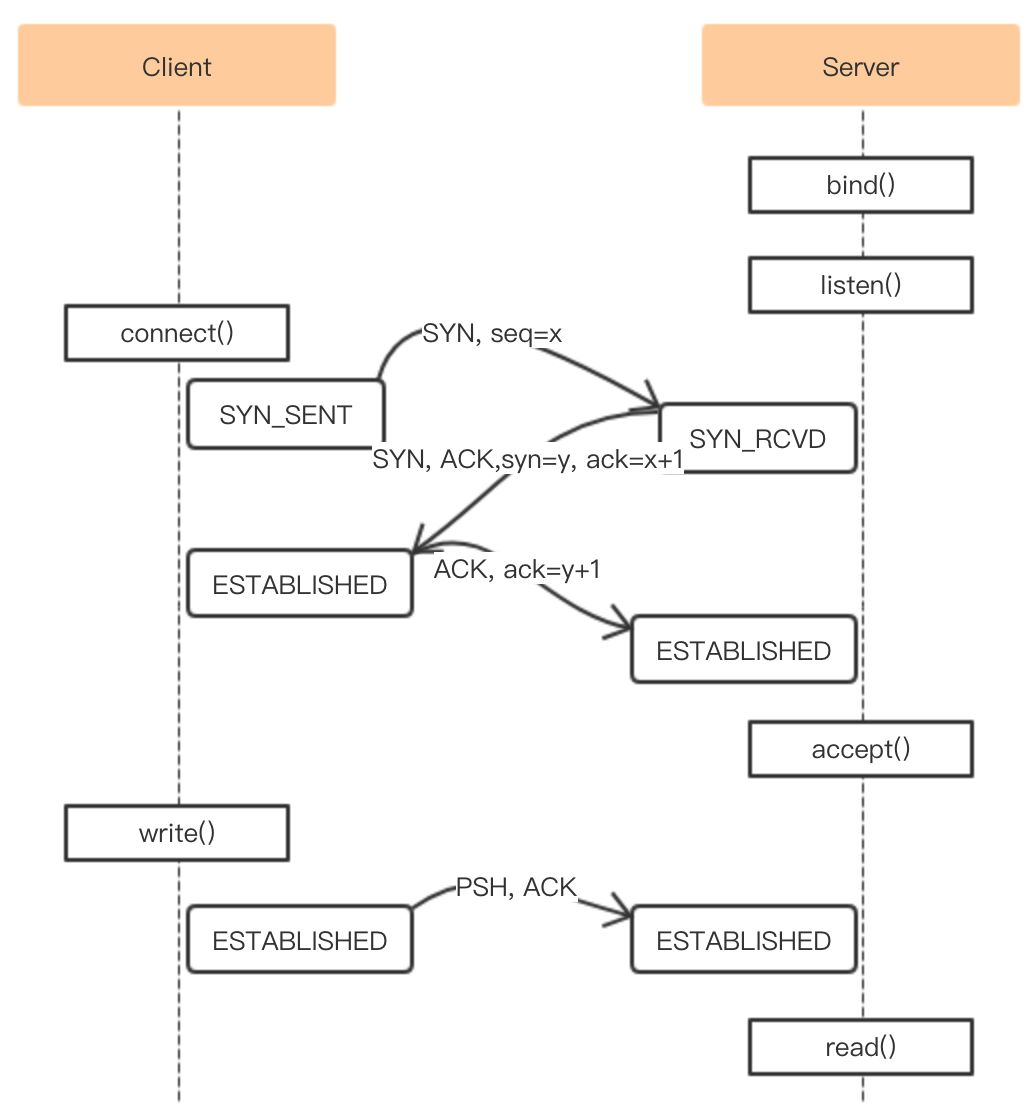 Client
Server
bind()
listen()
connect()
SYN, seq=x
SYN_SENT
SYN_RCVD
SYN, ACK,syn=y, ack=x+1
ACK, ack=y+1
ESTABLISHED
ESTABLISHED
accept()
write()
PSH, ACK
ESTABLISHED
ESTABLISHED
read()